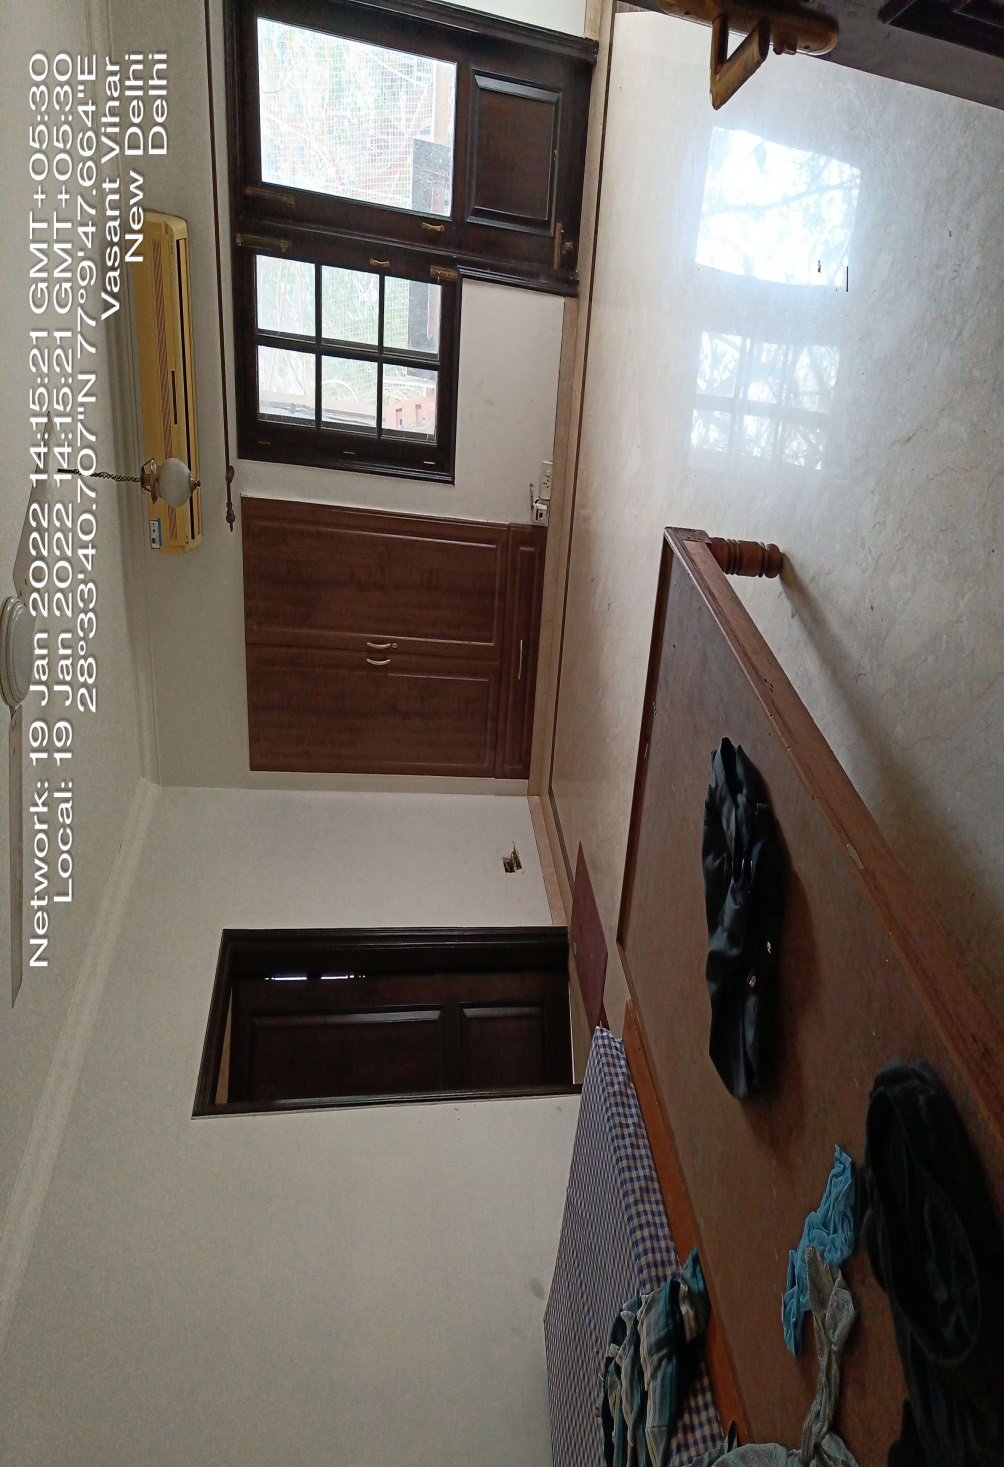 Network: 19 Jan 2022 14:15:21 GMT+05:30
Local: 19 Jan 2022 14:15:21 GMT+05:30
28°33'40.707"N 77°9'47.664"E
Vasant Vihar
New Delhi
Delhi